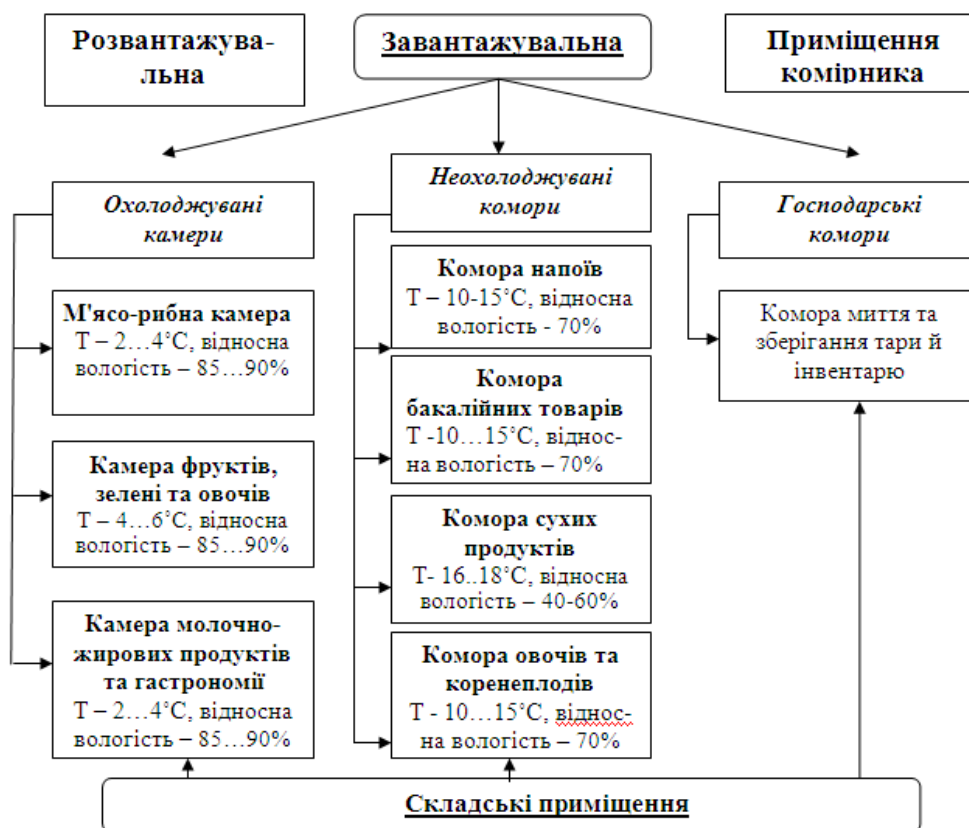 Розвантажува-
льна
Завантажувальна
Приміщення
комірника
Охолоджувані
камери
М'ясо-рибна камера
Т – 2…4˚С, відносна
вологість – 85…90%
Камера фруктів,
зелені та овочів
Т – 4…6˚С, відносна
вологість – 85…90%
Камера молочно-
жирових продуктів
та гастрономії
Т – 2…4˚С, відносна
вологість – 85…90%
Неохолоджувані
комори
Комора напоїв
Т – 10-15˚С, відносна
вологість - 70%
Комора
бакалійних товарів
Т -10…15˚С, віднос-
на вологість – 70%
Комора сухих
продуктів
Т- 16..18˚С, відносна
вологість – 40-60%
Комора овочів та
коренеплодів
Т - 10…15˚С, віднос-
на вологість – 70%
Господарські
комори
Комора миття та
зберігання тари й
інвентарю
Складські приміщення